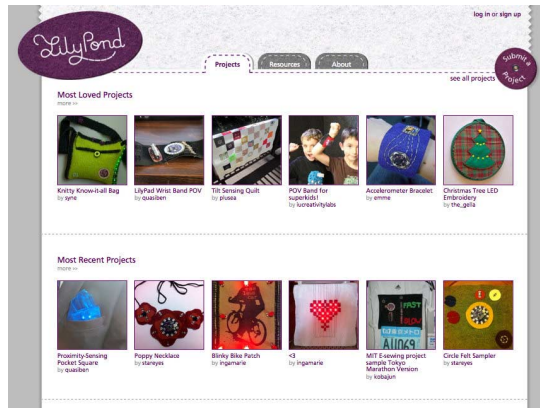 LilyPond
log in or sign up
Projects
Resources
About
Submit a Project
see all projects
Most Loved Projects
more >>
Knitty Know-it-all Bag
by syne
LilyPad Wrist Band POV
by quasiben
Tilt Sensing Quilt
by plusea
POV Band for
superkids!
by iucreativitylabs
Accelerometer Bracelet
by emme
Christmas Tree LED
Embroidery
by the_gella
Most Recent Projects
more >>
Proximity-Sensing
Pocket Square
by quasiben
Poppy Necklace
by stareyes
Blinky Bike Patch
by ingamarie
<3
by ingamarie
MIT E-sewing project
sample Tokyo
Marathon Version
by kobajun
Circle Felt Sampler
by stareyes